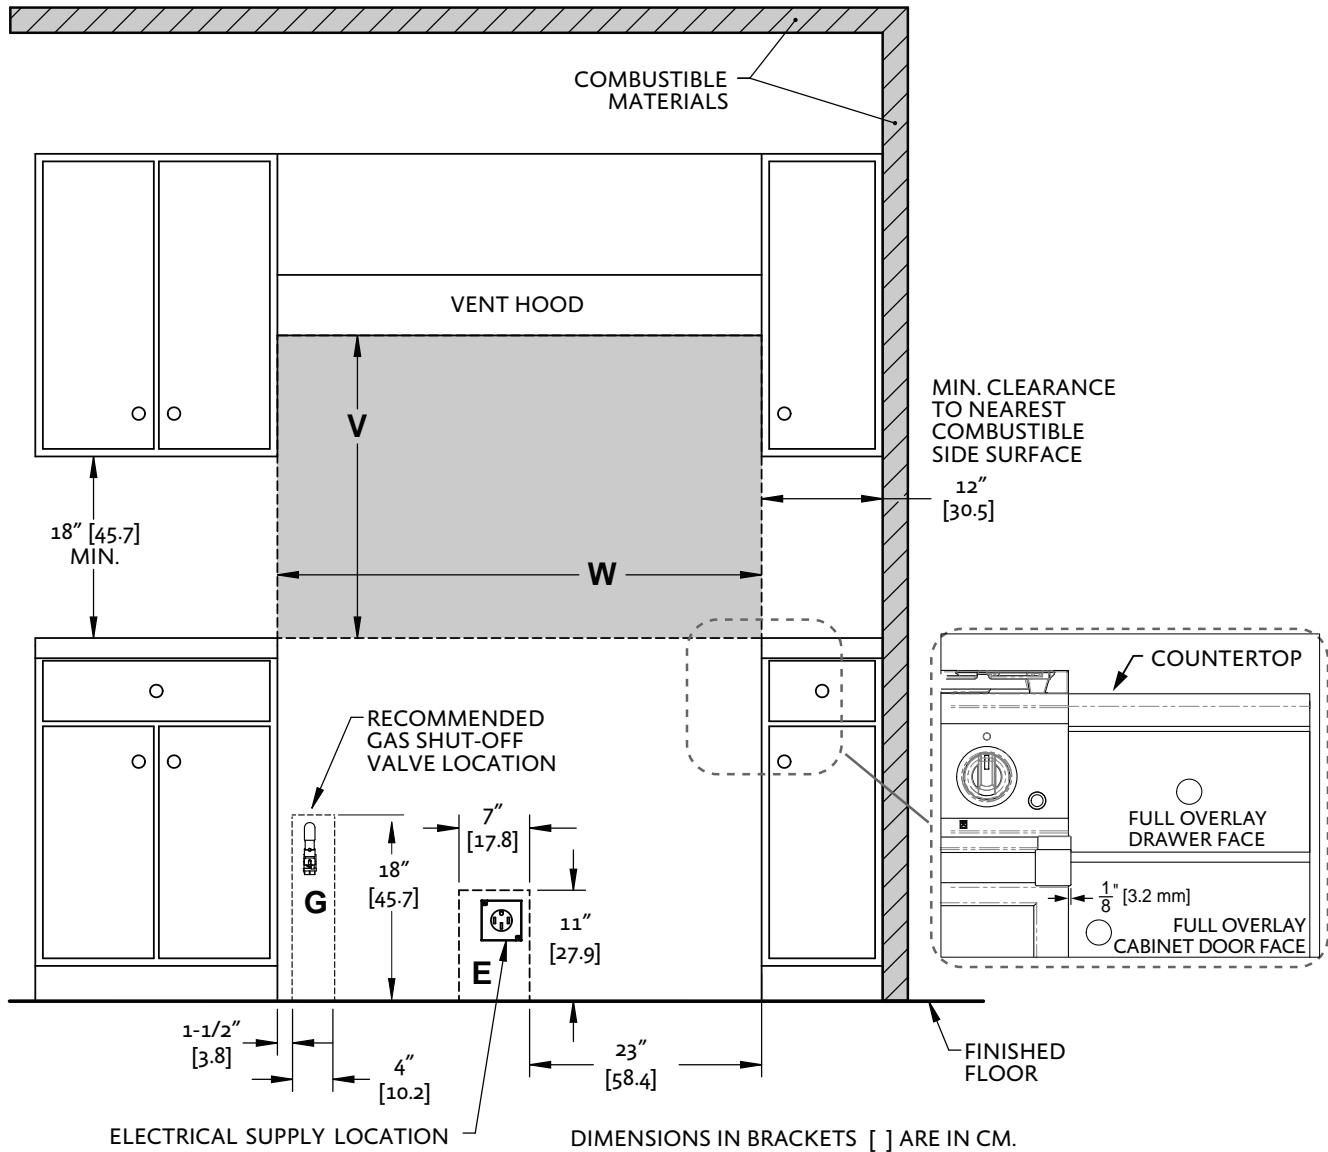 COMBUSTIBLE
MATERIALS
VENT HOOD
V
MIN. CLEARANCE
TO NEAREST
COMBUSTIBLE
SIDE SURFACE
12"
[30.5]
18" [45.7]
MIN.
W
COUNTERTOP
RECOMMENDED
GAS SHUT-OFF
VALVE LOCATION
7"
[17.8]
FULL OVERLAY
DRAWER FACE
18"
[45.7]
G
1/8" [3.2 mm]
11"
[27.9]
FULL OVERLAY
CABINET DOOR FACE
E
1-1/2"
[3.8]
4"
[10.2]
23"
[58.4]
FINISHED
FLOOR
ELECTRICAL SUPPLY LOCATION
DIMENSIONS IN BRACKETS [ ] ARE IN CM.